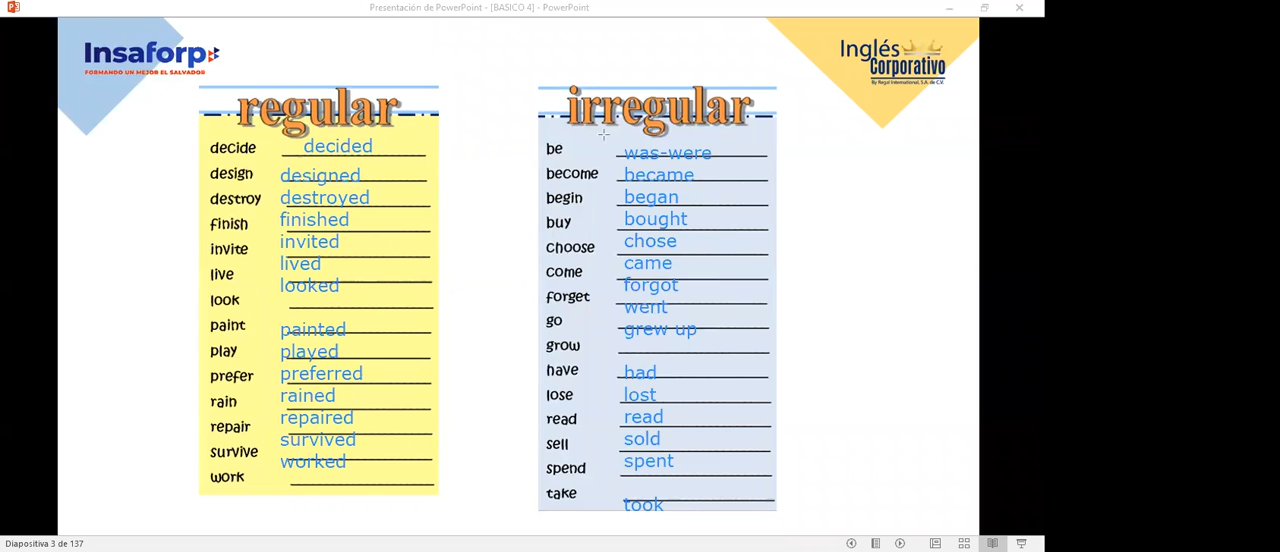 Presentación de PowerPoint - [BASICO 4] - PowerPoint
Insaforp
FORMANDO UN MEJOR EL SALVADOR
Inglés
Corporativo
By Regal International, S.A. de C.V.
regular
decide decided
design designed
destroy destroyed
finish finished
invite invited
live lived
look looked
paint painted
play played
prefer preferred
rain rained
repair repaired
survive survived
work worked
irregular
be was-were
become became
begin began
buy bought
choose chose
come came
forget forgot
go went
grow grew up
have had
lose lost
read read
sell sold
spend spent
take took
Diapositiva 3 de 137